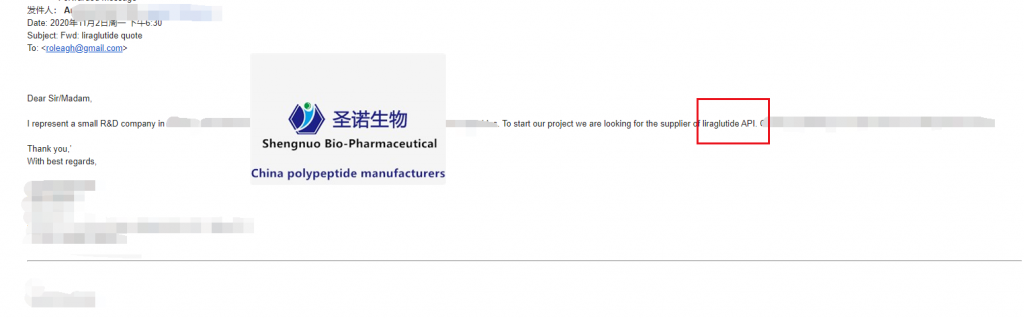 发件人： A
Date: 2020年11月2日周一 下午6:30
Subject: Fwd: liraglutide quote
To: <roleagh@gmail.com>
Dear Sir/Madam,
I represent a small R&D company in
. To start our project we are looking for the supplier of liraglutide API.
圣诺生物
Shengnuo Bio-Pharmaceutical
China polypeptide manufacturers
Thank you,'
With best regards,